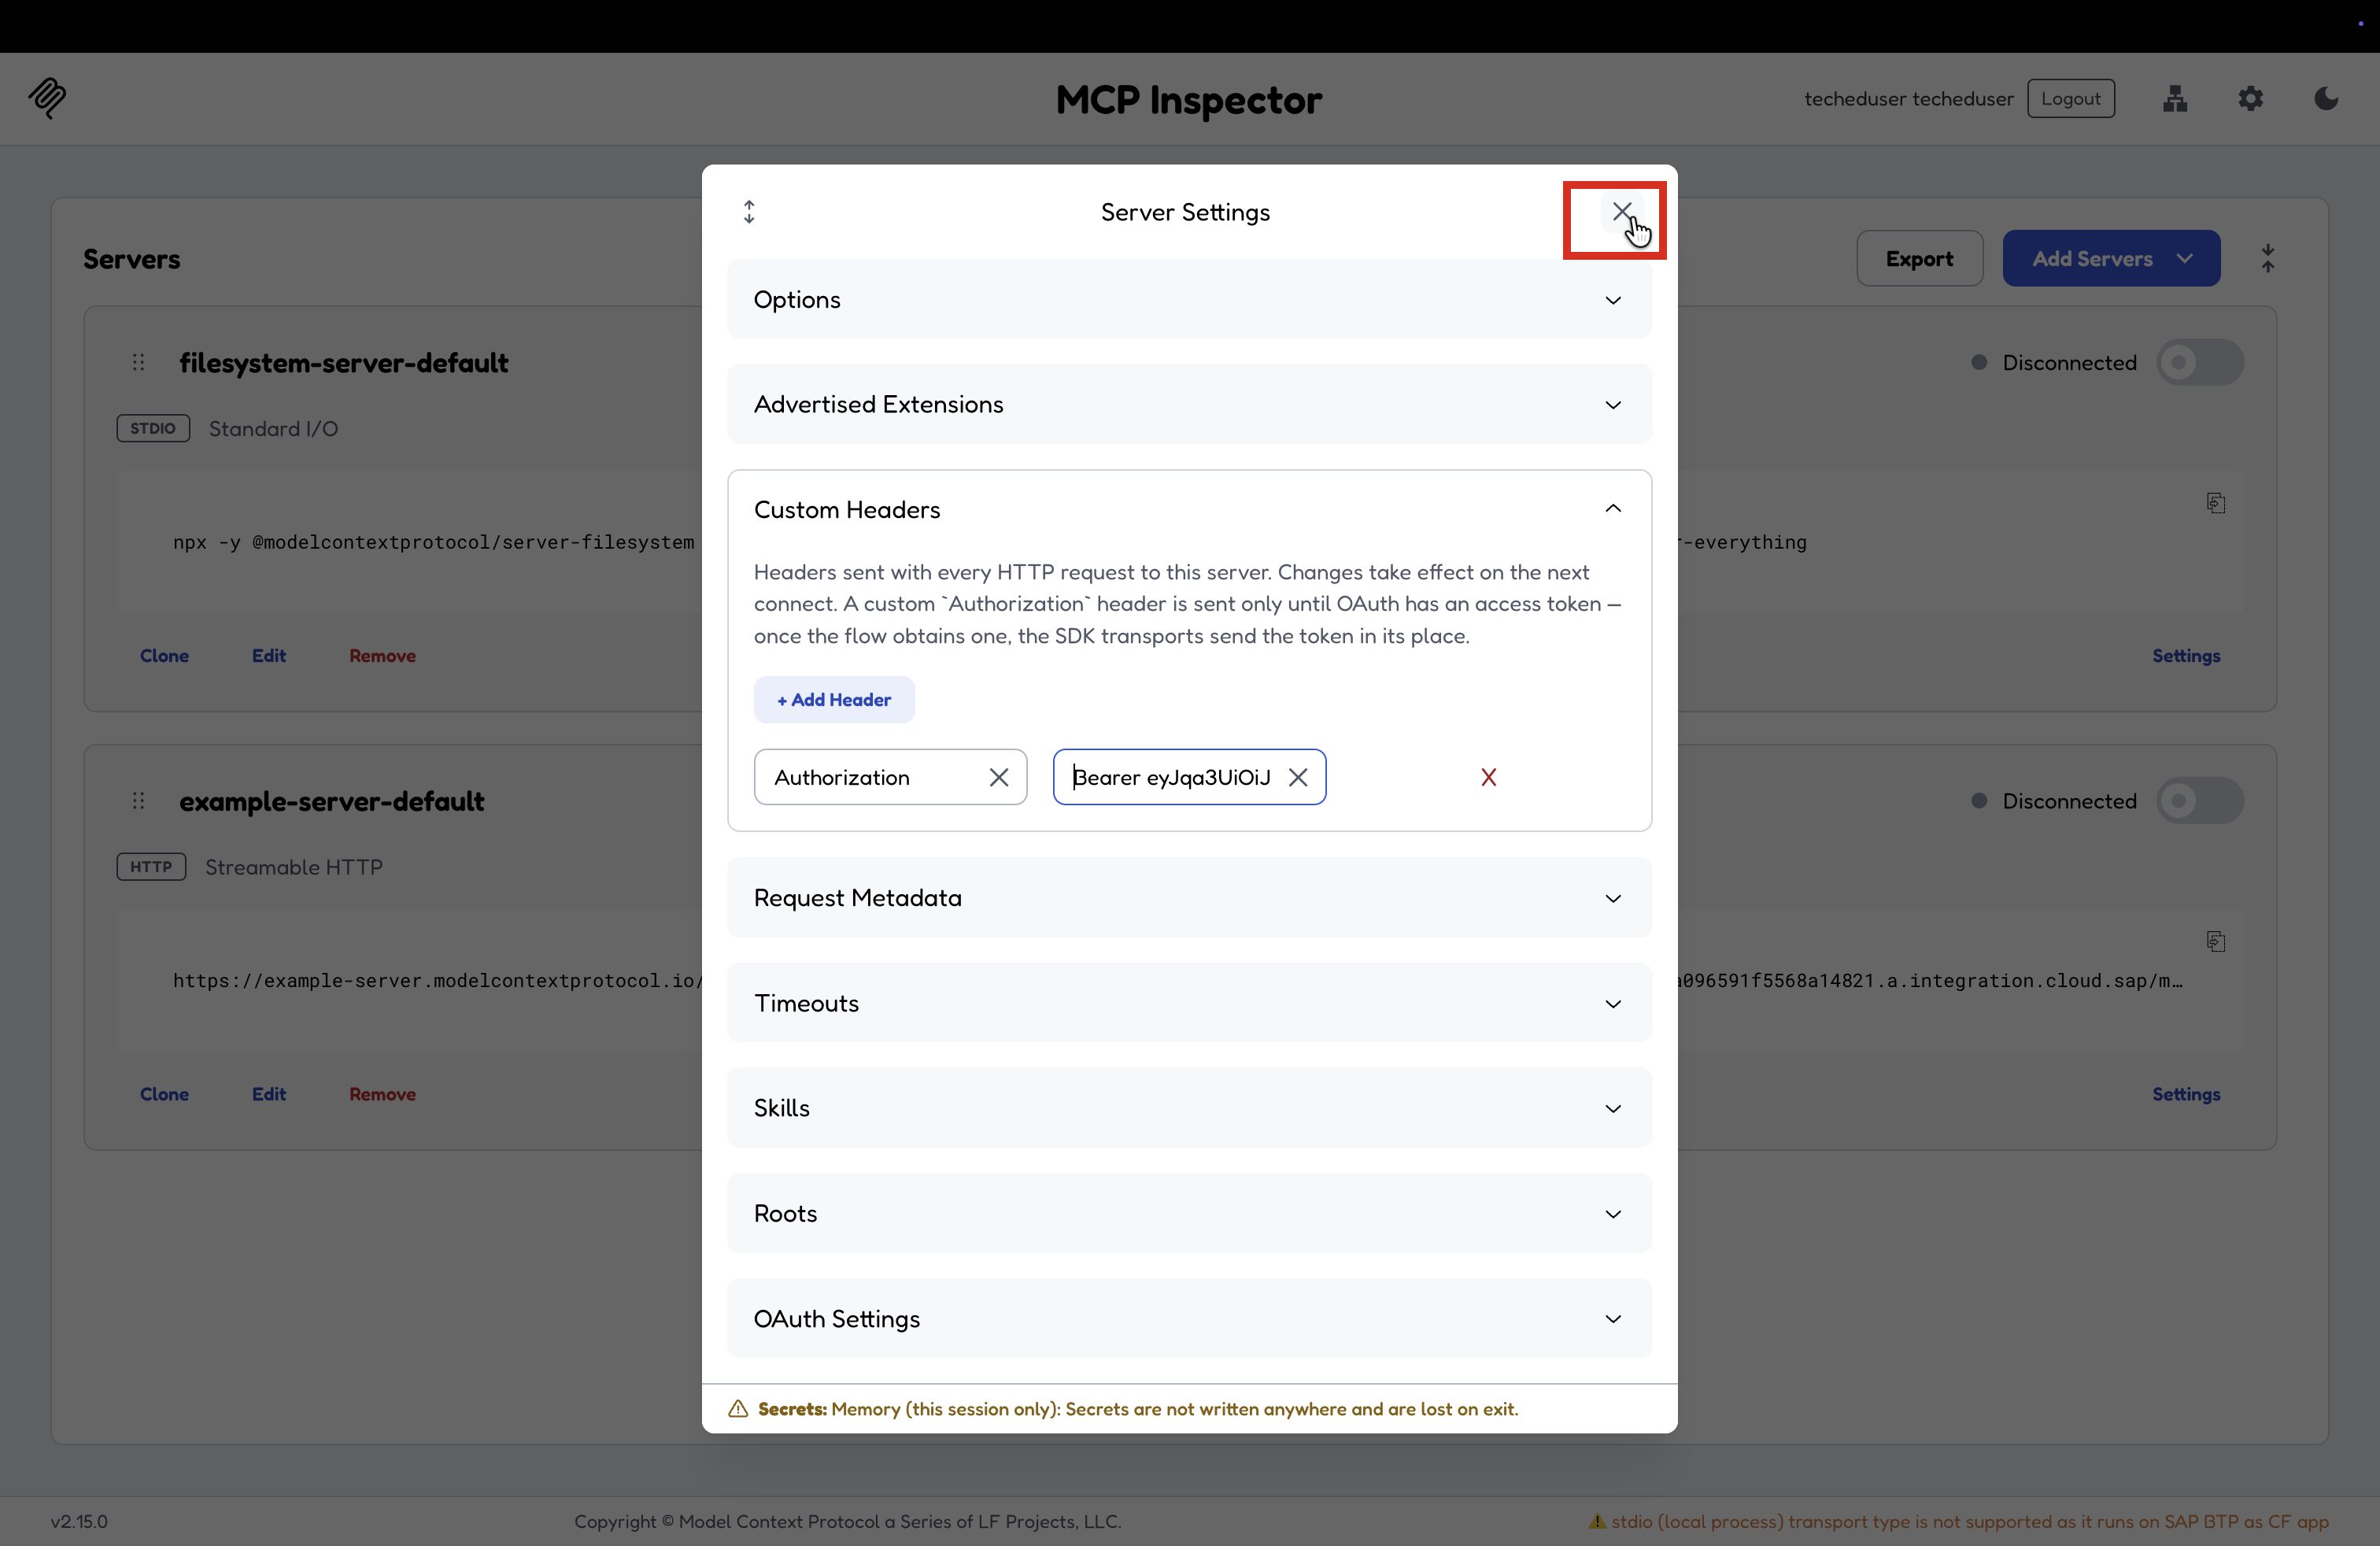 MCP Inspector
techeduser techeduser
Logout
Servers
Export
Add Servers
filesystem-server-default
Disconnected
STDIO
Standard I/O
npx -y @modelcontextprotocol/server-filesystem
r-everything
Clone
Edit
Remove
Settings
example-server-default
Disconnected
HTTP
Streamable HTTP
https://example-server.modelcontextprotocol.io/
a096591f5568a14821.a.integration.cloud.sap/m…
Clone
Edit
Remove
Settings
Server Settings
Options
Advertised Extensions
Custom Headers
Headers sent with every HTTP request to this server. Changes take effect on the next
connect. A custom `Authorization` header is sent only until OAuth has an access token —
once the flow obtains one, the SDK transports send the token in its place.
+ Add Header
Authorization
Bearer eyJqa3UiOiJ
X
Request Metadata
Timeouts
Skills
Roots
OAuth Settings
Secrets: Memory (this session only): Secrets are not written anywhere and are lost on exit.
v2.15.0
Copyright © Model Context Protocol a Series of LF Projects, LLC.
stdio (local process) transport type is not supported as it runs on SAP BTP as CF app